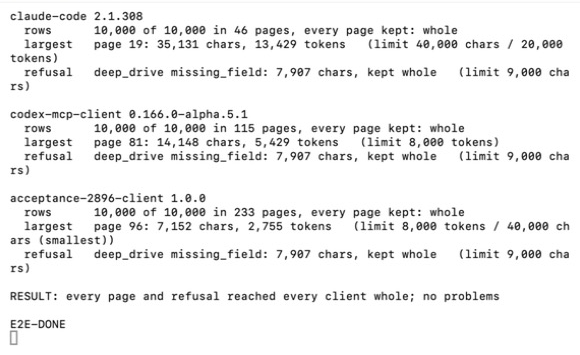 claude-code 2.1.308
rows 10,000 of 10,000 in 46 pages, every page kept: whole
largest page 19: 35,131 chars, 13,429 tokens (limit 40,000 chars / 20,000
tokens)
refusal deep_drive missing_field: 7,907 chars, kept whole (limit 9,000 cha
rs)
codex-mcp-client 0.166.0-alpha.5.1
rows 10,000 of 10,000 in 115 pages, every page kept: whole
largest page 81: 14,148 chars, 5,429 tokens (limit 8,000 tokens)
refusal deep_drive missing_field: 7,907 chars, kept whole (limit 9,000 cha
rs)
acceptance-2896-client 1.0.0
rows 10,000 of 10,000 in 233 pages, every page kept: whole
largest page 96: 7,152 chars, 2,755 tokens (limit 8,000 tokens / 40,000 ch
ars (smallest))
refusal deep_drive missing_field: 7,907 chars, kept whole (limit 9,000 cha
rs)
RESULT: every page and refusal reached every client whole; no problems
E2E-DONE